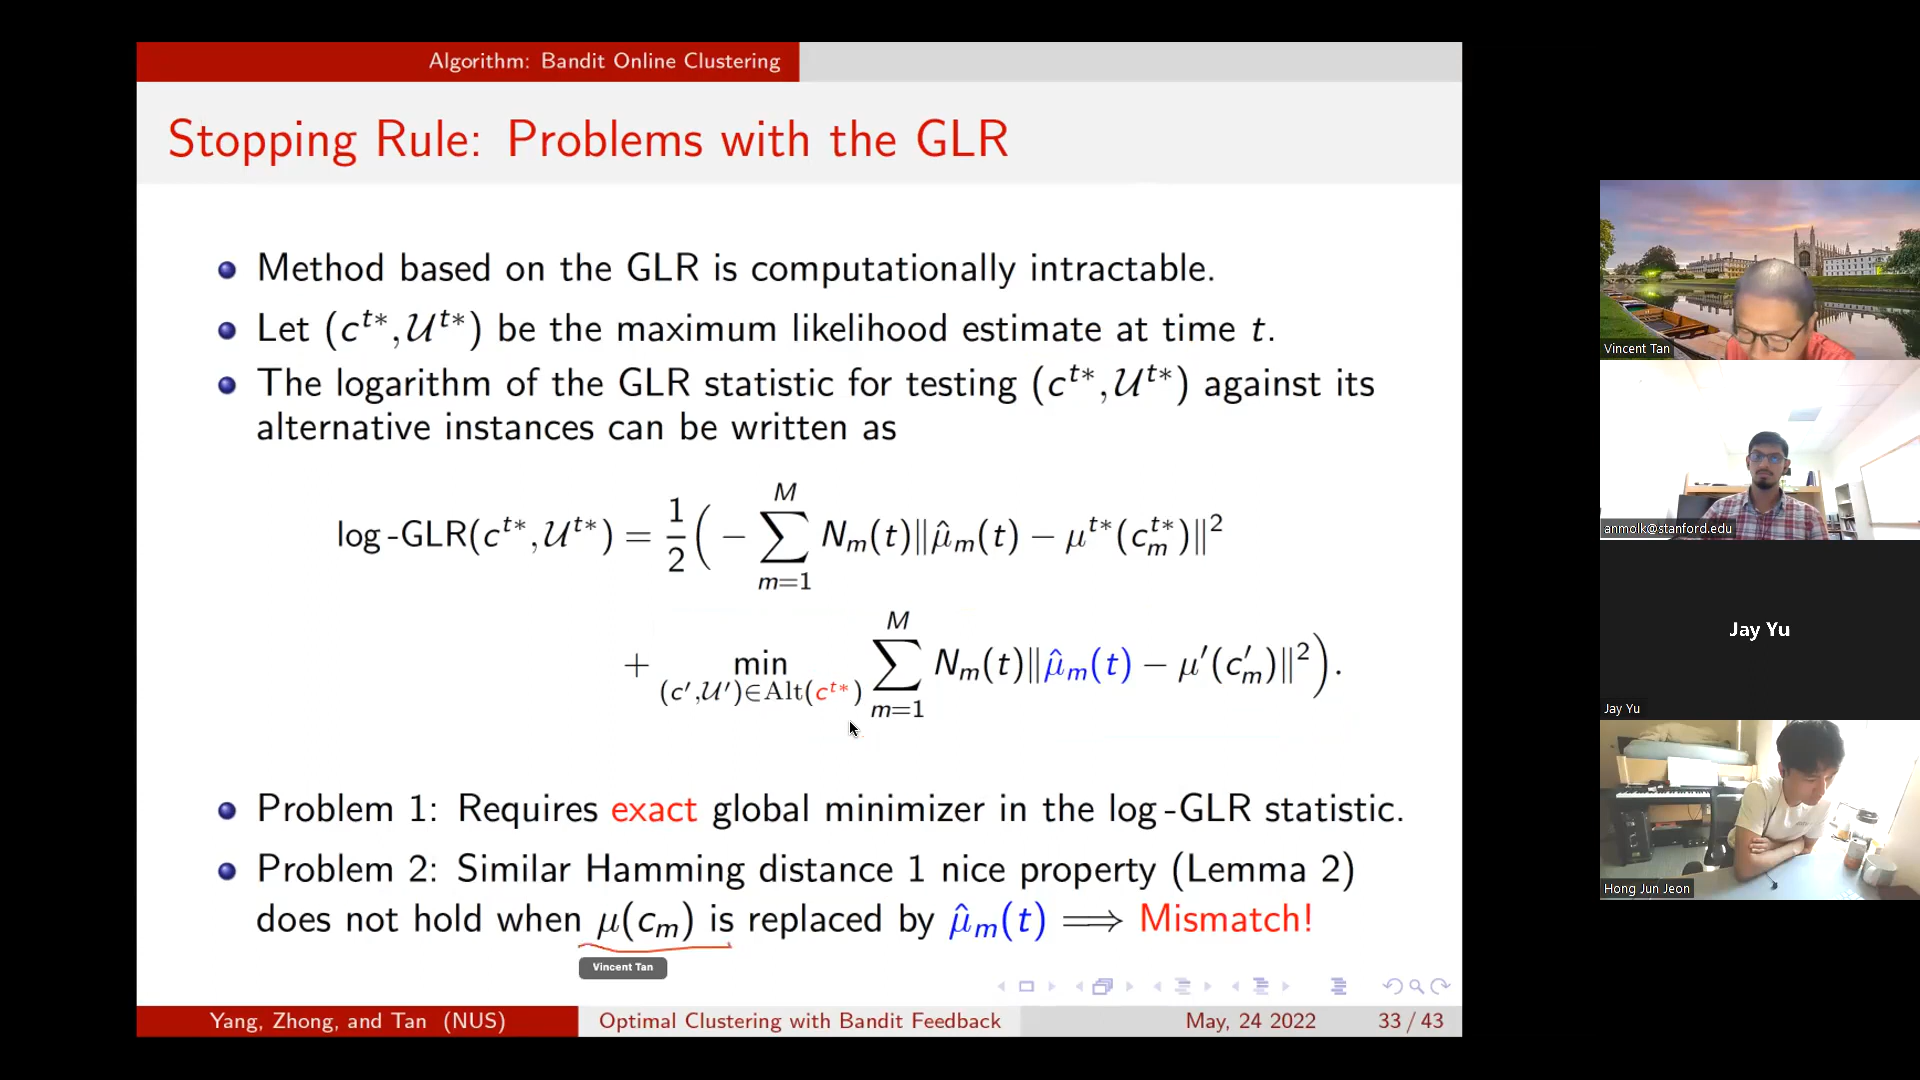 Algorithm: Bandit Online Clustering
Stopping Rule: Problems with the GLR
Method based on the GLR is computationally intractable.
Let (c^{t*}, 𝒰^{t*}) be the maximum likelihood estimate at time t.
The logarithm of the GLR statistic for testing (c^{t*}, 𝒰^{t*}) against its
alternative instances can be written as
log-GLR(c^{t*}, 𝒰^{t*}) = \frac{1}{2}( − ∑_{m=1}^{M} N_m(t)‖μ̂_m(t) − μ^{t*}(c_m^{t*})‖²
+ min_{(c′,𝒰′)∈Alt(c^{t*})} ∑_{m=1}^{M} N_m(t)‖μ̂_m(t) − μ′(c′_m)‖²).
Problem 1: Requires exact global minimizer in the log-GLR statistic.
Problem 2: Similar Hamming distance 1 nice property (Lemma 2)
does not hold when μ(c_m) is replaced by μ̂_m(t) ⟹ Mismatch!
Vincent Tan
Yang, Zhong, and Tan (NUS)
Optimal Clustering with Bandit Feedback
May, 24 2022
33 / 43
Vincent Tan
anmolk@stanford.edu
Jay Yu
Jay Yu
Hong Jun Jeon